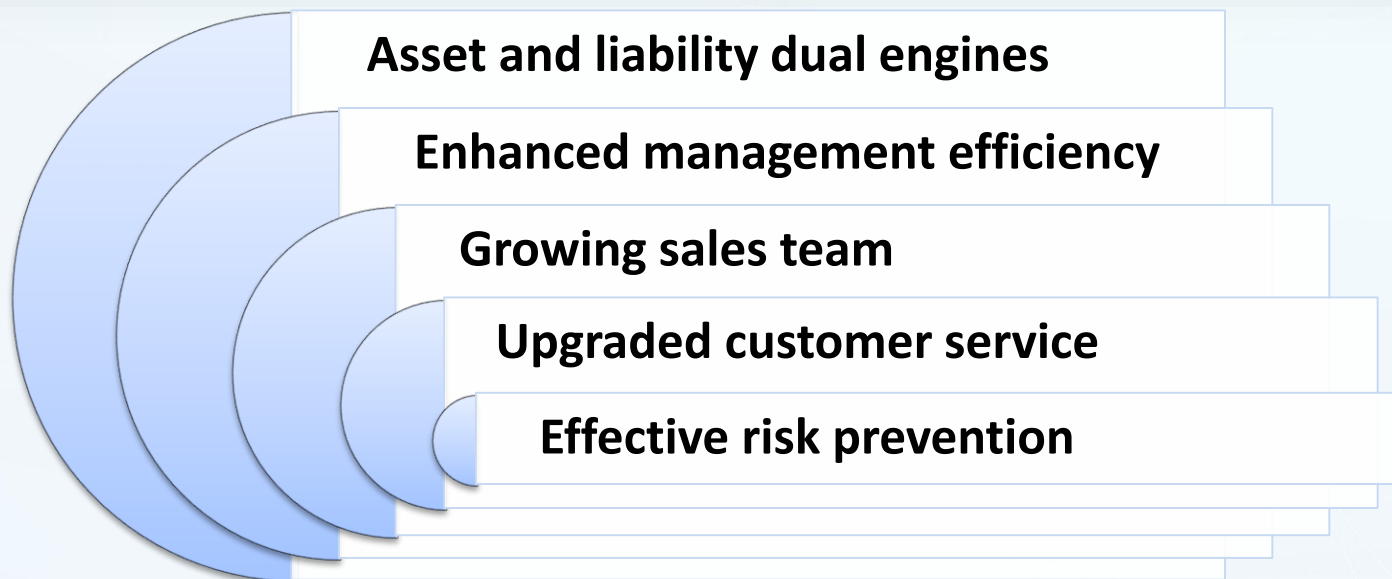 Asset and liability dual engines
Enhanced management efficiency
Growing sales team
Upgraded customer service
Effective risk prevention